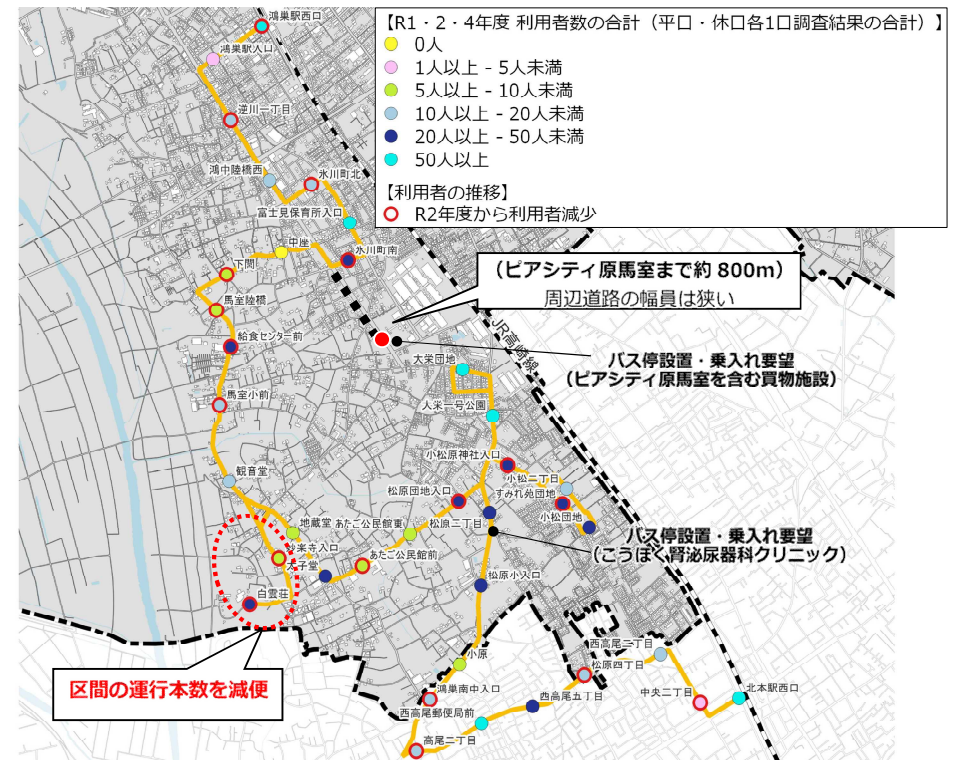 【R1・2・4年度 利用者数の合計（平口・休口各1口調査結果の合計）】
0人
1人以上 - 5人未満
5人以上 - 10人未満
10人以上 - 20人未満
20人以上 - 50人未満
50人以上
【利用者の推移】
R2年度から利用者減少
鴻巣駅西口
鴻巣駅入口
逆川一丁目
鴻中陸橋西
氷川町北
富士見保育所入口
中座
氷川町南
下閭
馬室陸橋
給食センター前
（ピアシティ原馬室まで約 800m）
周辺道路の幅員は狭い
JR高崎線
バス停設置・乗入れ要望
（ピアシティ原馬室を含む買物施設）
大栄団地
馬室小前
人米一号公園
小松原神社入口
観音堂
松原団地入口
小松二丁目
すみれ苑団地
地蔵堂
あたご公民館東
松原二丁目
小松団地
バス停設置・乗入れ要望
（こうぼく腎泌尿器科クリニック）
妙楽寺入口
あたご公民館前
太子堂
松原小入口
白雲荘
区間の運行本数を減便
小原
西高尾二丁目
松原四丁目
鴻巣南中入口
西高尾五丁目
中央二丁目
北本駅西口
西高尾郵便局前
高尾二丁目